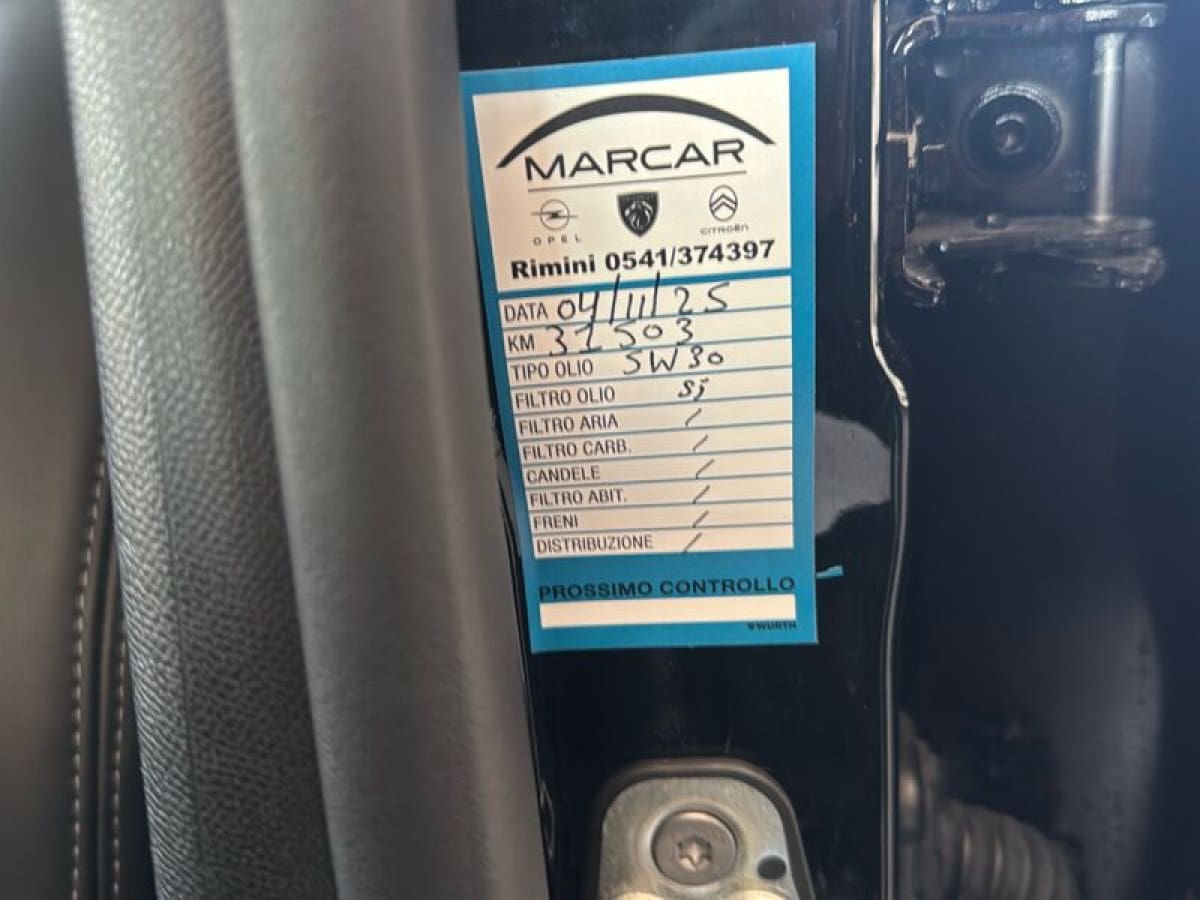 MARCAR
OPEL CITROËN
Rimini 0541/374397
DATA 04/11/25
KM 31503
TIPO OLIO 5W30
FILTRO OLIO si
FILTRO ARIA /
FILTRO CARB. /
CANDELE /
FILTRO ABIT. /
FRENI /
DISTRIBUZIONE /
PROSSIMO CONTROLLO
WÜRTH